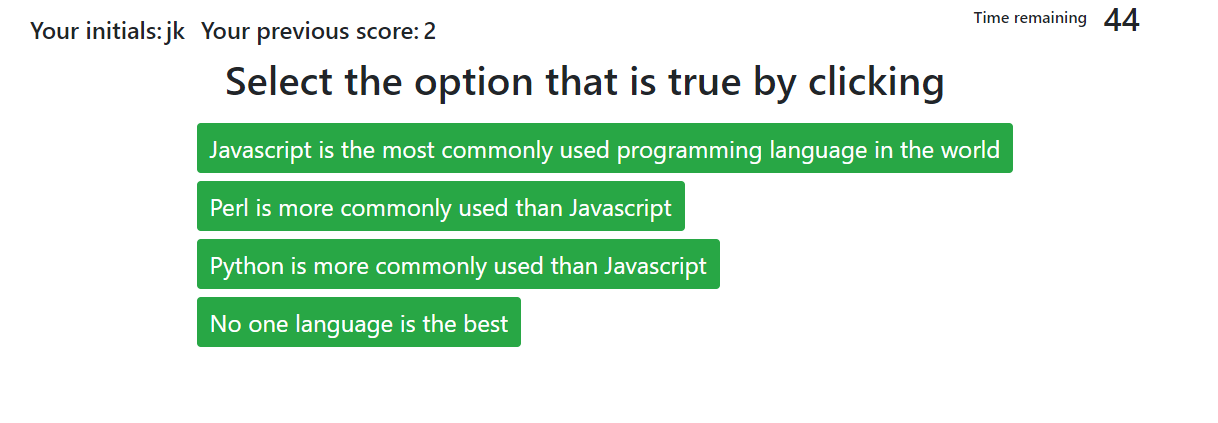 Your initials: jk Your previous score: 2
Time remaining 44
Select the option that is true by clicking
Javascript is the most commonly used programming language in the world
Perl is more commonly used than Javascript
Python is more commonly used than Javascript
No one language is the best